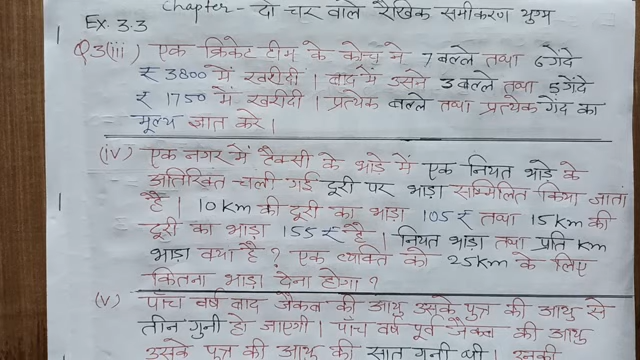 Chapter - दो चर वाले रैखिक समीकरण युग्म
Ex. 3.3
Q3(iii) एक क्रिकेट टीम के कोच ने 7 बल्ले तथा 6 गेंदे
₹ 3800 में खरीदी । बाद में उसने 3 बल्ले तथा 5 गेंदे
₹ 1750 में खरीदी । प्रत्येक बल्ले तथा प्रत्येक गेंद का
मूल्य ज्ञात करे ।
(iv) एक नगर में टैक्सी के भाडे में एक नियत भाडे के
अतिरिक्त चली गई दूरी पर भाड़ा सम्मिलित किया जाता
है । 10 Km की दूरी का भाड़ा 105 ₹ तथा 15 Km की
दूरी का भाड़ा 155 ₹ है । नियत भाड़ा तथा प्रति Km
भाड़ा क्या है ? एक व्यक्ति को 25 Km के लिए
कितना भाड़ा देना होगा ?
(v) पाँच वर्ष बाद जैकब की आयु उसके पुत्र की आयु से
तीन गुनी हो जाएगी । पाँच वर्ष पूर्व जैकब की आयु
उसके पुत्र की आयु की सात गुनी थी । उनकी